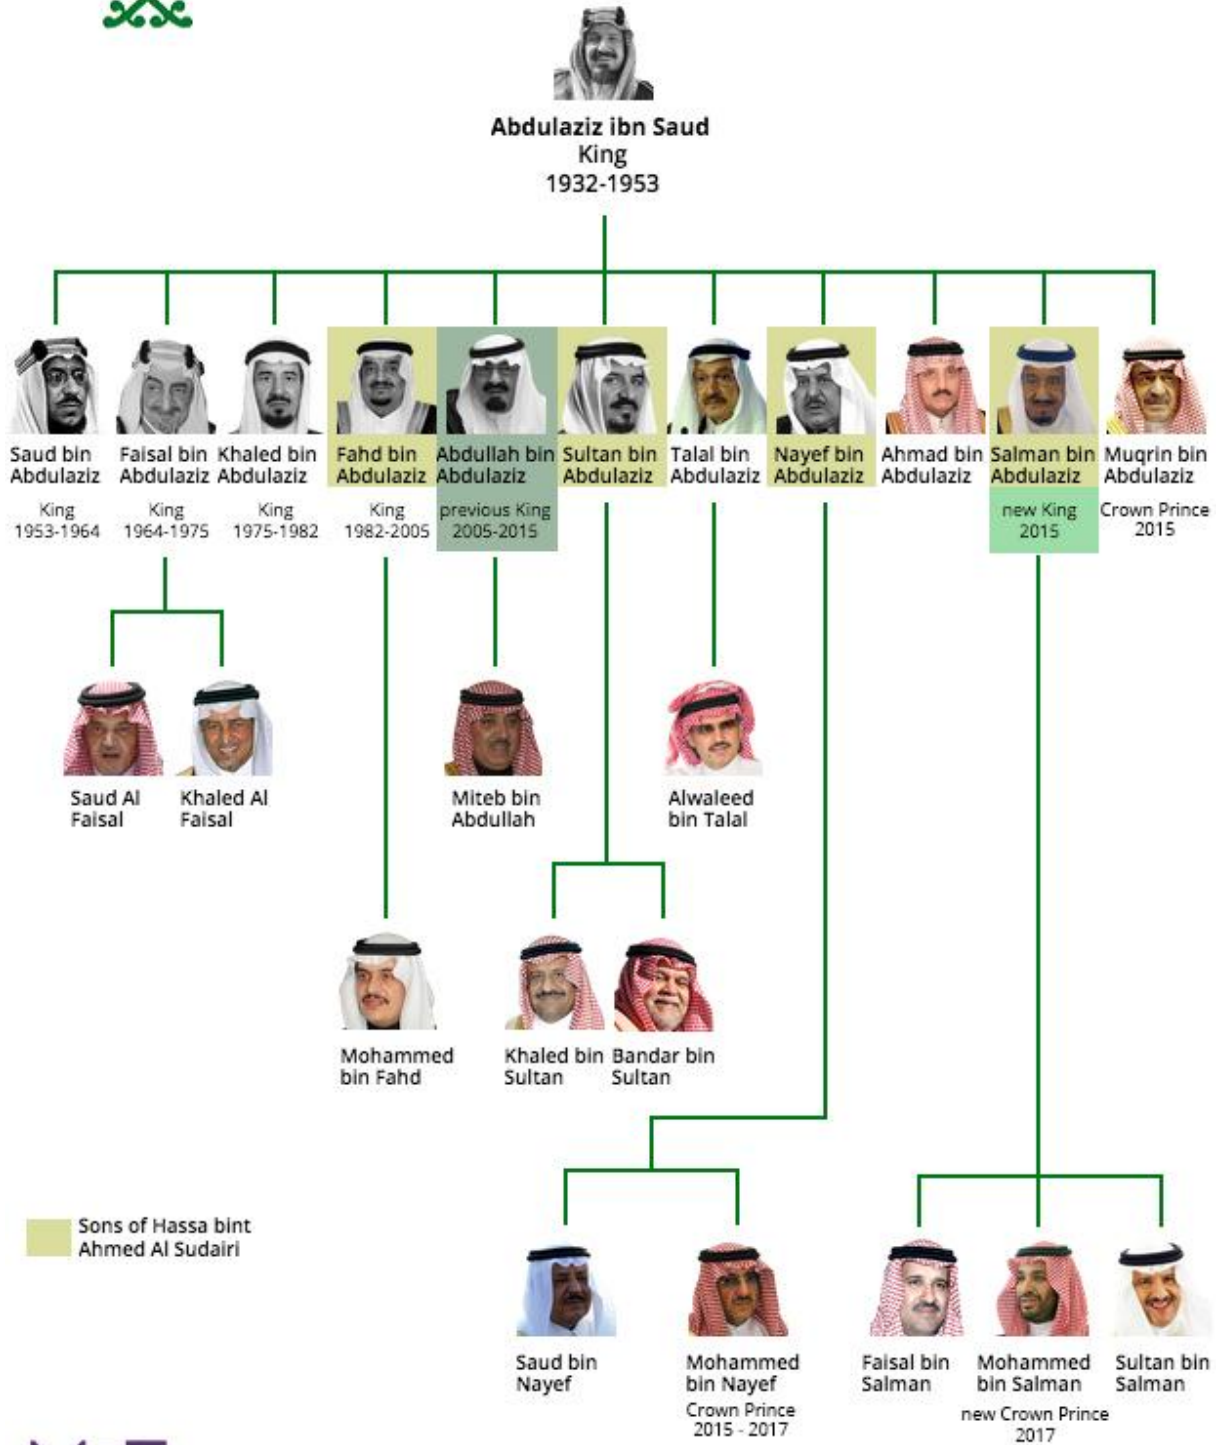 Abdulaziz ibn Saud
King
1932-1953
Saud bin
Abdulaziz
King
1953-1964
Faisal bin
Abdulaziz
King
1964-1975
Khaled bin
Abdulaziz
King
1975-1982
Fahd bin
Abdulaziz
King
1982-2005
Abdullah bin
Abdulaziz
previous King
2005-2015
Sultan bin
Abdulaziz
Talal bin
Abdulaziz
Nayef bin
Abdulaziz
Ahmad bin
Abdulaziz
Salman bin
Abdulaziz
new King
2015
Muqrin bin
Abdulaziz
Crown Prince
2015
Saud Al
Faisal
Khaled Al
Faisal
Miteb bin
Abdullah
Alwaleed
bin Talal
Mohammed
bin Fahd
Khaled bin
Sultan
Bandar bin
Sultan
Sons of Hassa bint
Ahmed Al Sudairi
Saud bin
Nayef
Mohammed
bin Nayef
Crown Prince
2015 - 2017
Faisal bin
Salman
Mohammed
bin Salman
new Crown Prince
2017
Sultan bin
Salman